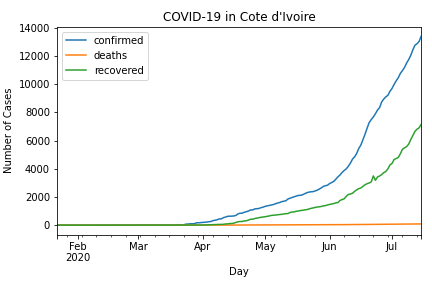 COVID-19 in Cote d'Ivoire
14000
12000
10000
8000
6000
4000
2000
0
Number of Cases
confirmed
deaths
recovered
Feb
2020
Mar
Apr
May
Jun
Jul
Day